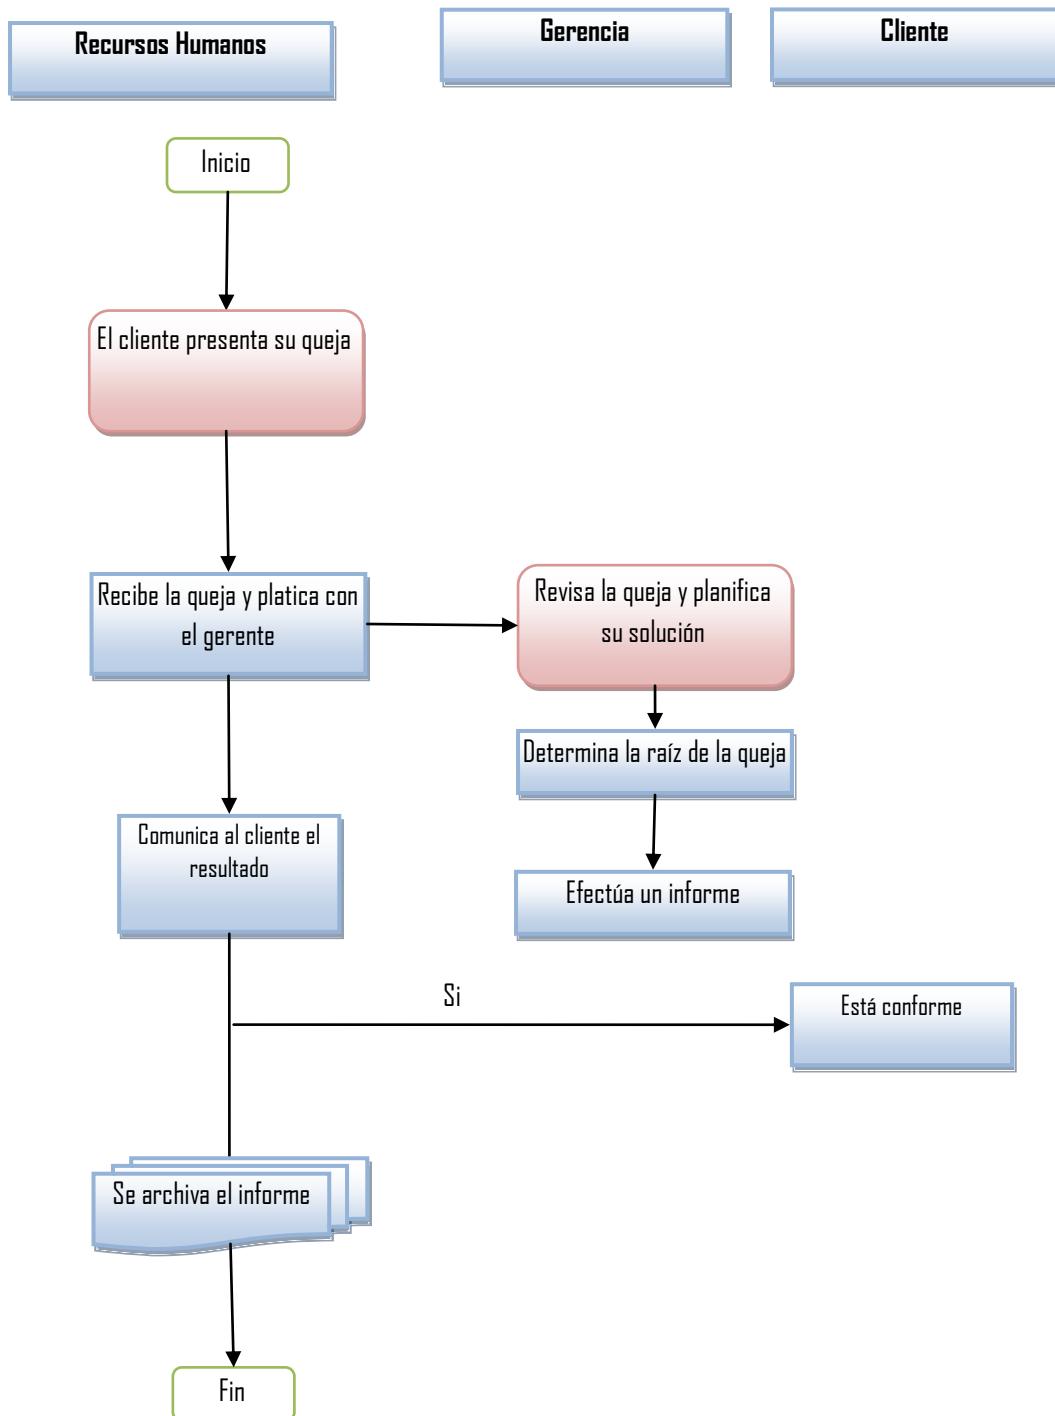 Recursos Humanos
Gerencia
Cliente
Inicio
El cliente presenta su queja
Recibe la queja y platica con
el gerente
Revisa la queja y planifica
su solución
Determina la raíz de la queja
Comunica al cliente el
resultado
Efectúa un informe
Si
Está conforme
Se archiva el informe
Fin